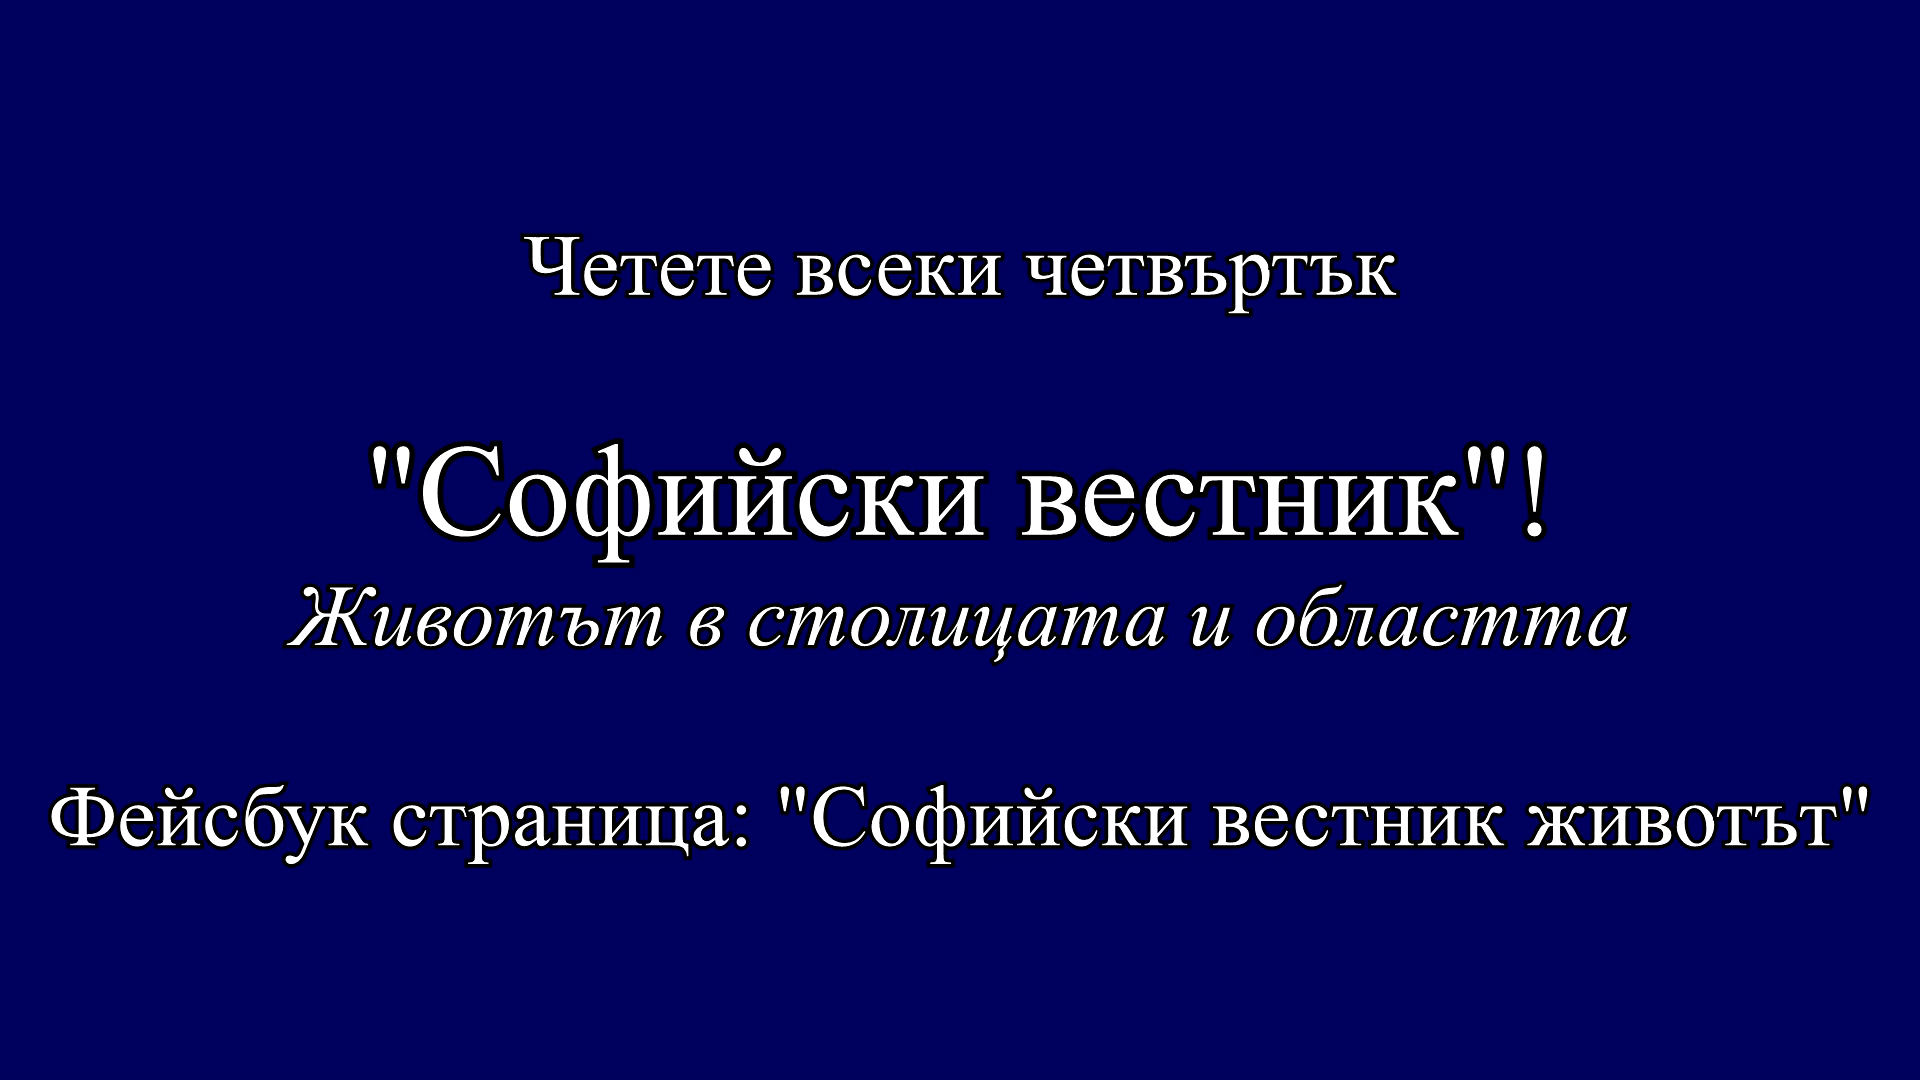 Четете всеки четвъртък
"Софийски вестник"!
Животът в столицата и областта
Фейсбук страница: "Софийски вестник животът"